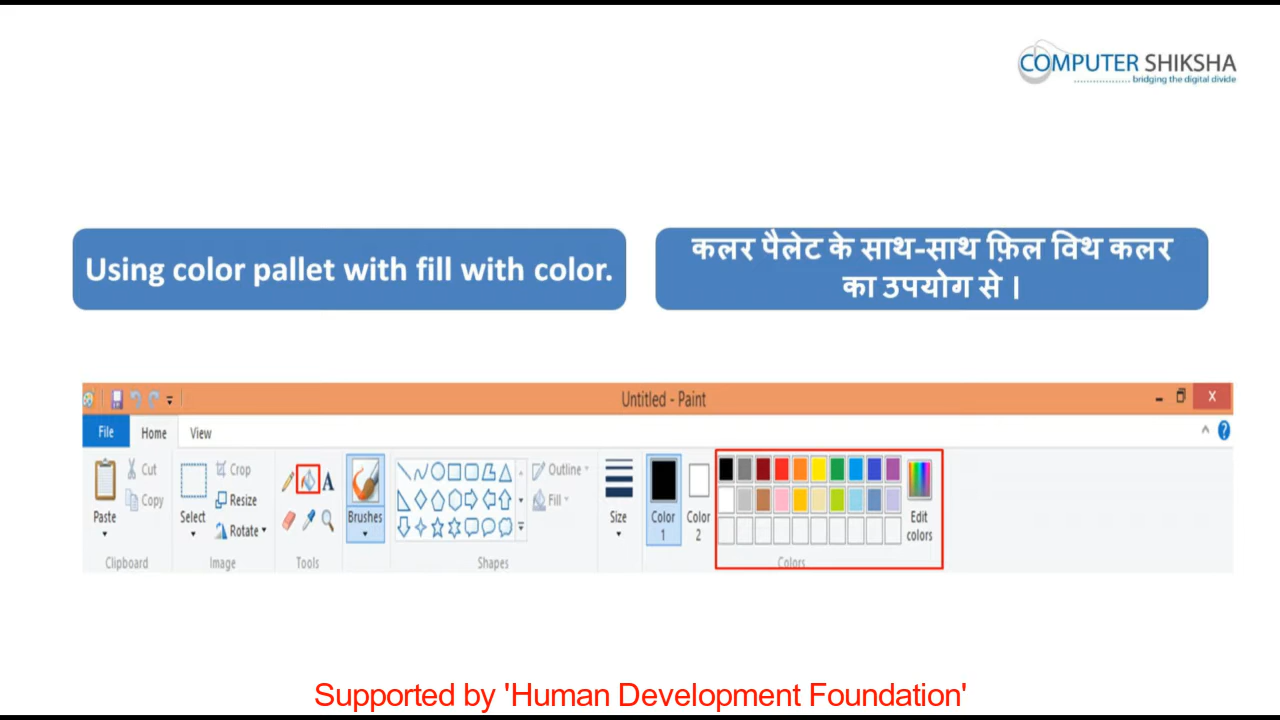 COMPUTER SHIKSHA
bridging the digital divide
Using color pallet with fill with color.
कलर पैलेट के साथ-साथ फ़िल विथ कलर
का उपयोग से ।
Untitled - Paint
File Home View
Cut
Copy
Paste
Clipboard
Select
Crop
Resize
Rotate
Image
A
Tools
Brushes
Outline
Fill
Shapes
Size
Color
1
Color
2
Edit
colors
Colors
Supported by 'Human Development Foundation'